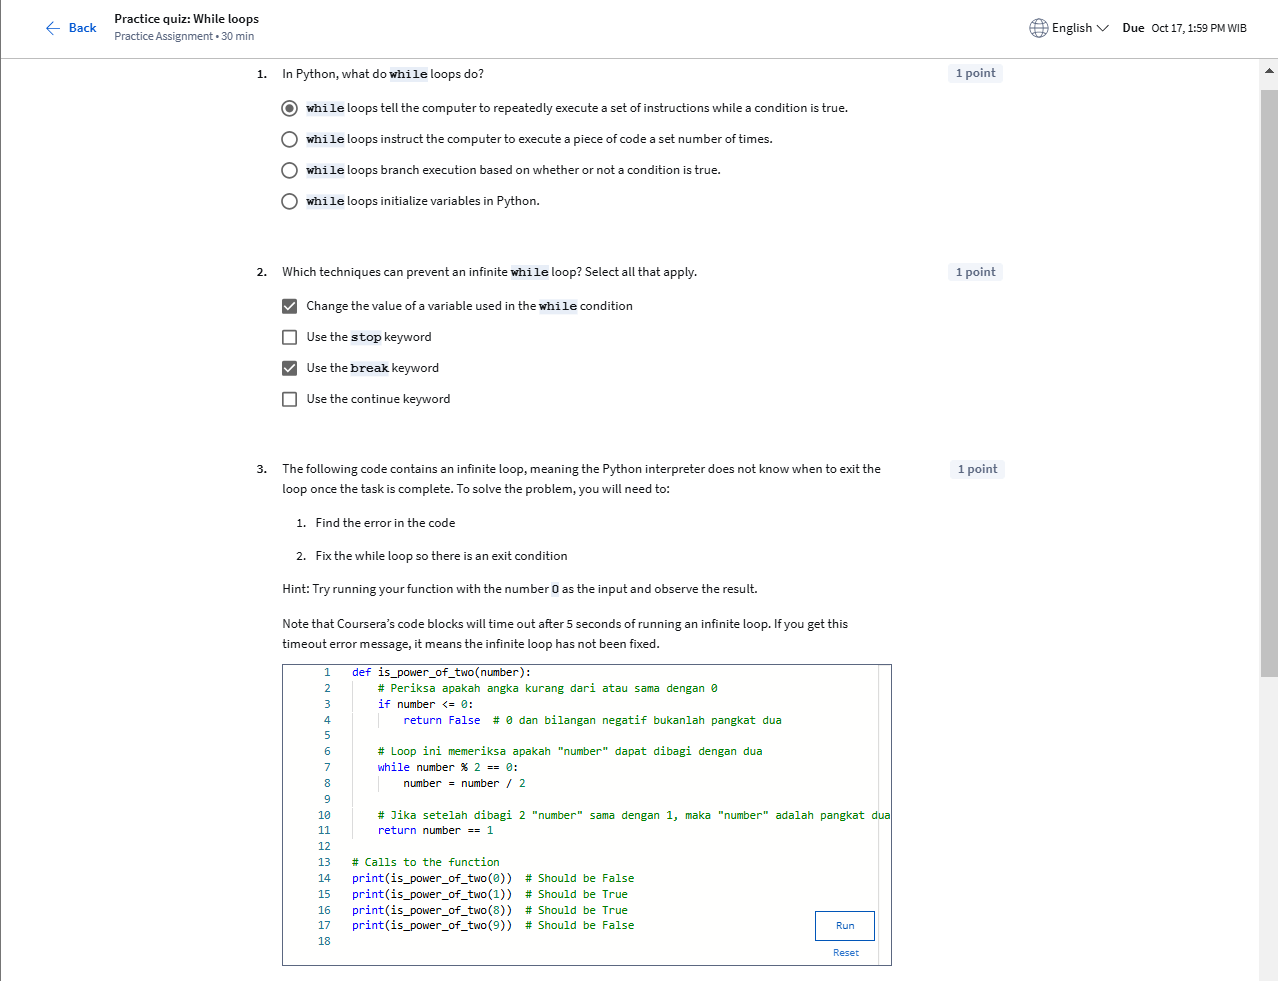 Back
Practice quiz: While loops
Practice Assignment • 30 min
English
Due Oct 17, 1:59 PM WIB
1. In Python, what do while loops do?
1 point
while loops tell the computer to repeatedly execute a set of instructions while a condition is true.
while loops instruct the computer to execute a piece of code a set number of times.
while loops branch execution based on whether or not a condition is true.
while loops initialize variables in Python.
2. Which techniques can prevent an infinite while loop? Select all that apply.
1 point
Change the value of a variable used in the while condition
Use the stop keyword
Use the break keyword
Use the continue keyword
3. The following code contains an infinite loop, meaning the Python interpreter does not know when to exit the
loop once the task is complete. To solve the problem, you will need to:
1 point
1. Find the error in the code
2. Fix the while loop so there is an exit condition
Hint: Try running your function with the number 0 as the input and observe the result.
Note that Coursera’s code blocks will time out after 5 seconds of running an infinite loop. If you get this
timeout error message, it means the infinite loop has not been fixed.
1 def is_power_of_two(number):
2 # Periksa apakah angka kurang dari atau sama dengan 0
3 if number <= 0:
4 return False # 0 dan bilangan negatif bukanlah pangkat dua
5
6 # Loop ini memeriksa apakah "number" dapat dibagi dengan dua
7 while number % 2 == 0:
8 number = number / 2
9
10 # Jika setelah dibagi 2 "number" sama dengan 1, maka "number" adalah pangkat dua
11 return number == 1
12
13 # Calls to the function
14 print(is_power_of_two(0)) # Should be False
15 print(is_power_of_two(1)) # Should be True
16 print(is_power_of_two(8)) # Should be True
17 print(is_power_of_two(9)) # Should be False
18
Run
Reset